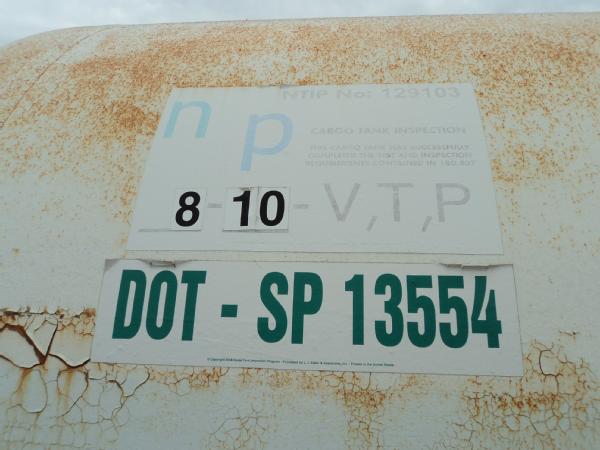 NTIP No: 129103
np
CARGO TANK INSPECTION
THIS CARGO TANK HAS SUCCESSFULLY
COMPLETED THE TEST AND INSPECTION
REQUIREMENTS CONTAINED IN 180.407
8 - 10 - V,T,P
DOT - SP 13554